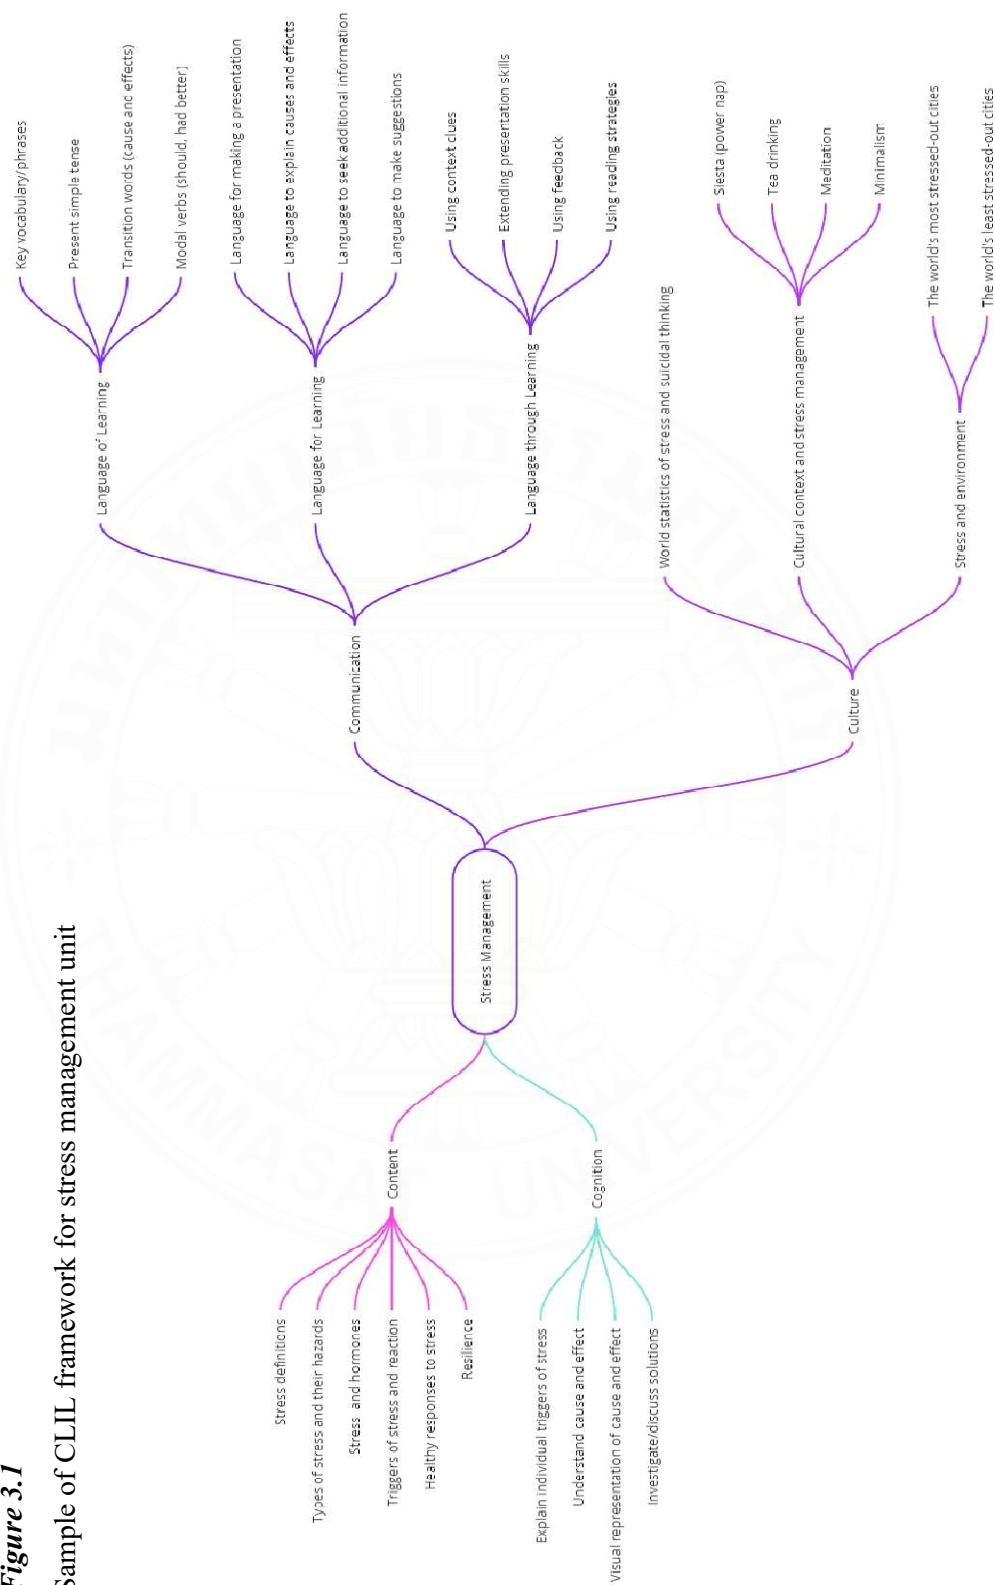 Figure 3.1
Sample of CLIL framework for stress management unit
Stress Management
Content
Stress definitions
Types of stress and their hazards
Stress and hormones
Triggers of stress and reaction
Healthy responses to stress
Resilience
Cognition
Explain individual triggers of stress
Understand cause and effect
Visual representation of cause and effect
Investigate/discuss solutions
Communication
Language of Learning
Key vocabulary/phrases
Present simple tense
Transition words (cause and effects)
Modal verbs (should, had better)
Language for Learning
Language for making a presentation
Language to explain causes and effects
Language to seek additional information
Language to make suggestions
Language through Learning
Using context clues
Extending presentation skills
Using feedback
Using reading strategies
Culture
World statistics of stress and suicidal thinking
Cultural context and stress management
Siesta (power nap)
Tea drinking
Meditation
Minimalism
Stress and environment
The world's most stressed-out cities
The world's least stressed-out cities
THAMMASAT UNIVERSITY